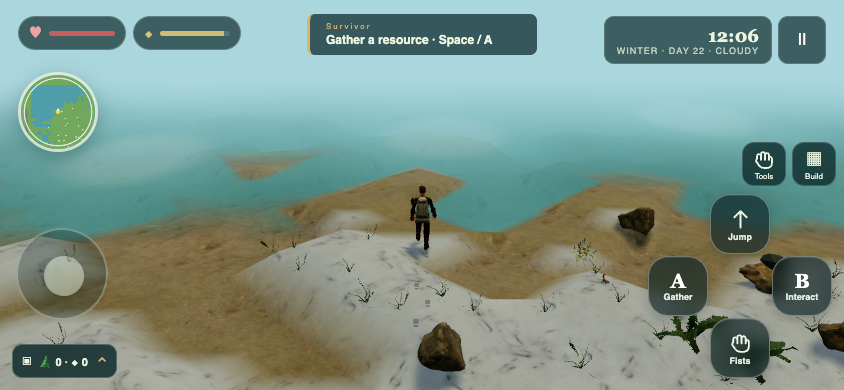 Survivor
Gather a resource · Space / A
12:06
WINTER · DAY 22 · CLOUDY
Tools
Build
Jump
A
Gather
B
Interact
Fists
0 · ◆ 0